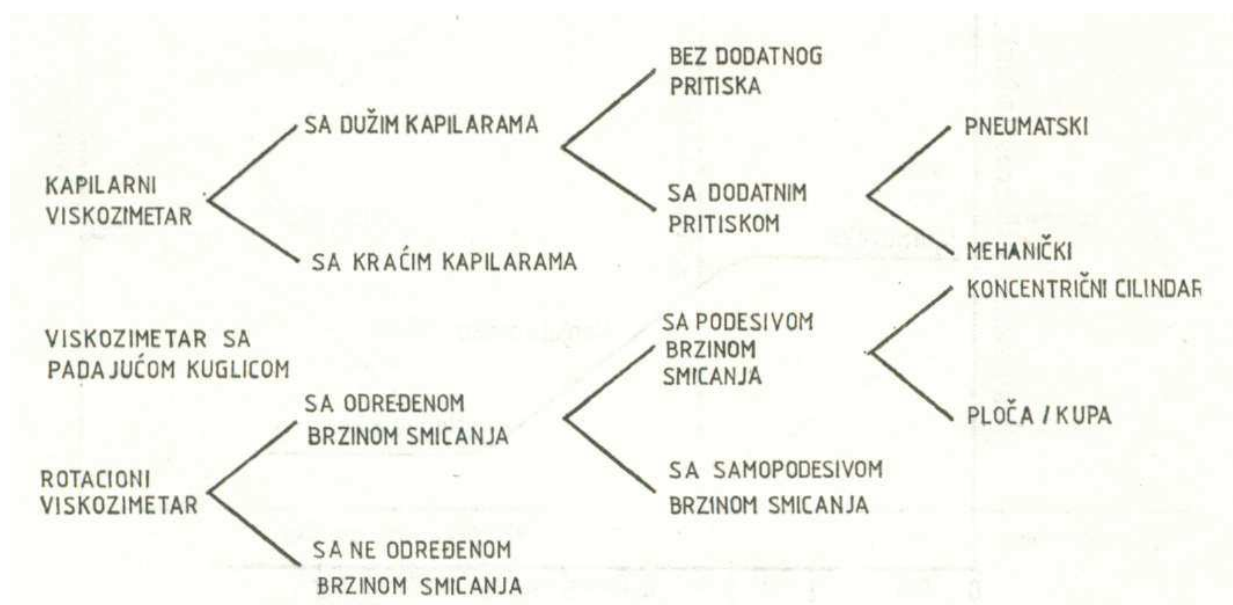 BEZ DODATNOG
PRITISKA
SA DUŽIM KAPILARAMA
PNEUMATSKI
KAPILARNI
VISKOZIMETAR
SA DODATNIM
PRITISKOM
SA KRAĆIM KAPILARAMA
MEHANIČKI
KONCENTRIČNI CILINDAR
VISKOZIMETAR SA
PADAJUĆOM KUGLICOM
SA PODESIVOM
BRZINOM
SMICANJA
SA ODREĐENOM
BRZINOM SMICANJA
PLOČA / KUPA
ROTACIONI
VISKOZIMETAR
SA SAMOPODESIVOM
BRZINOM SMICANJA
SA NE ODREĐENOM
BRZINOM SMICANJA